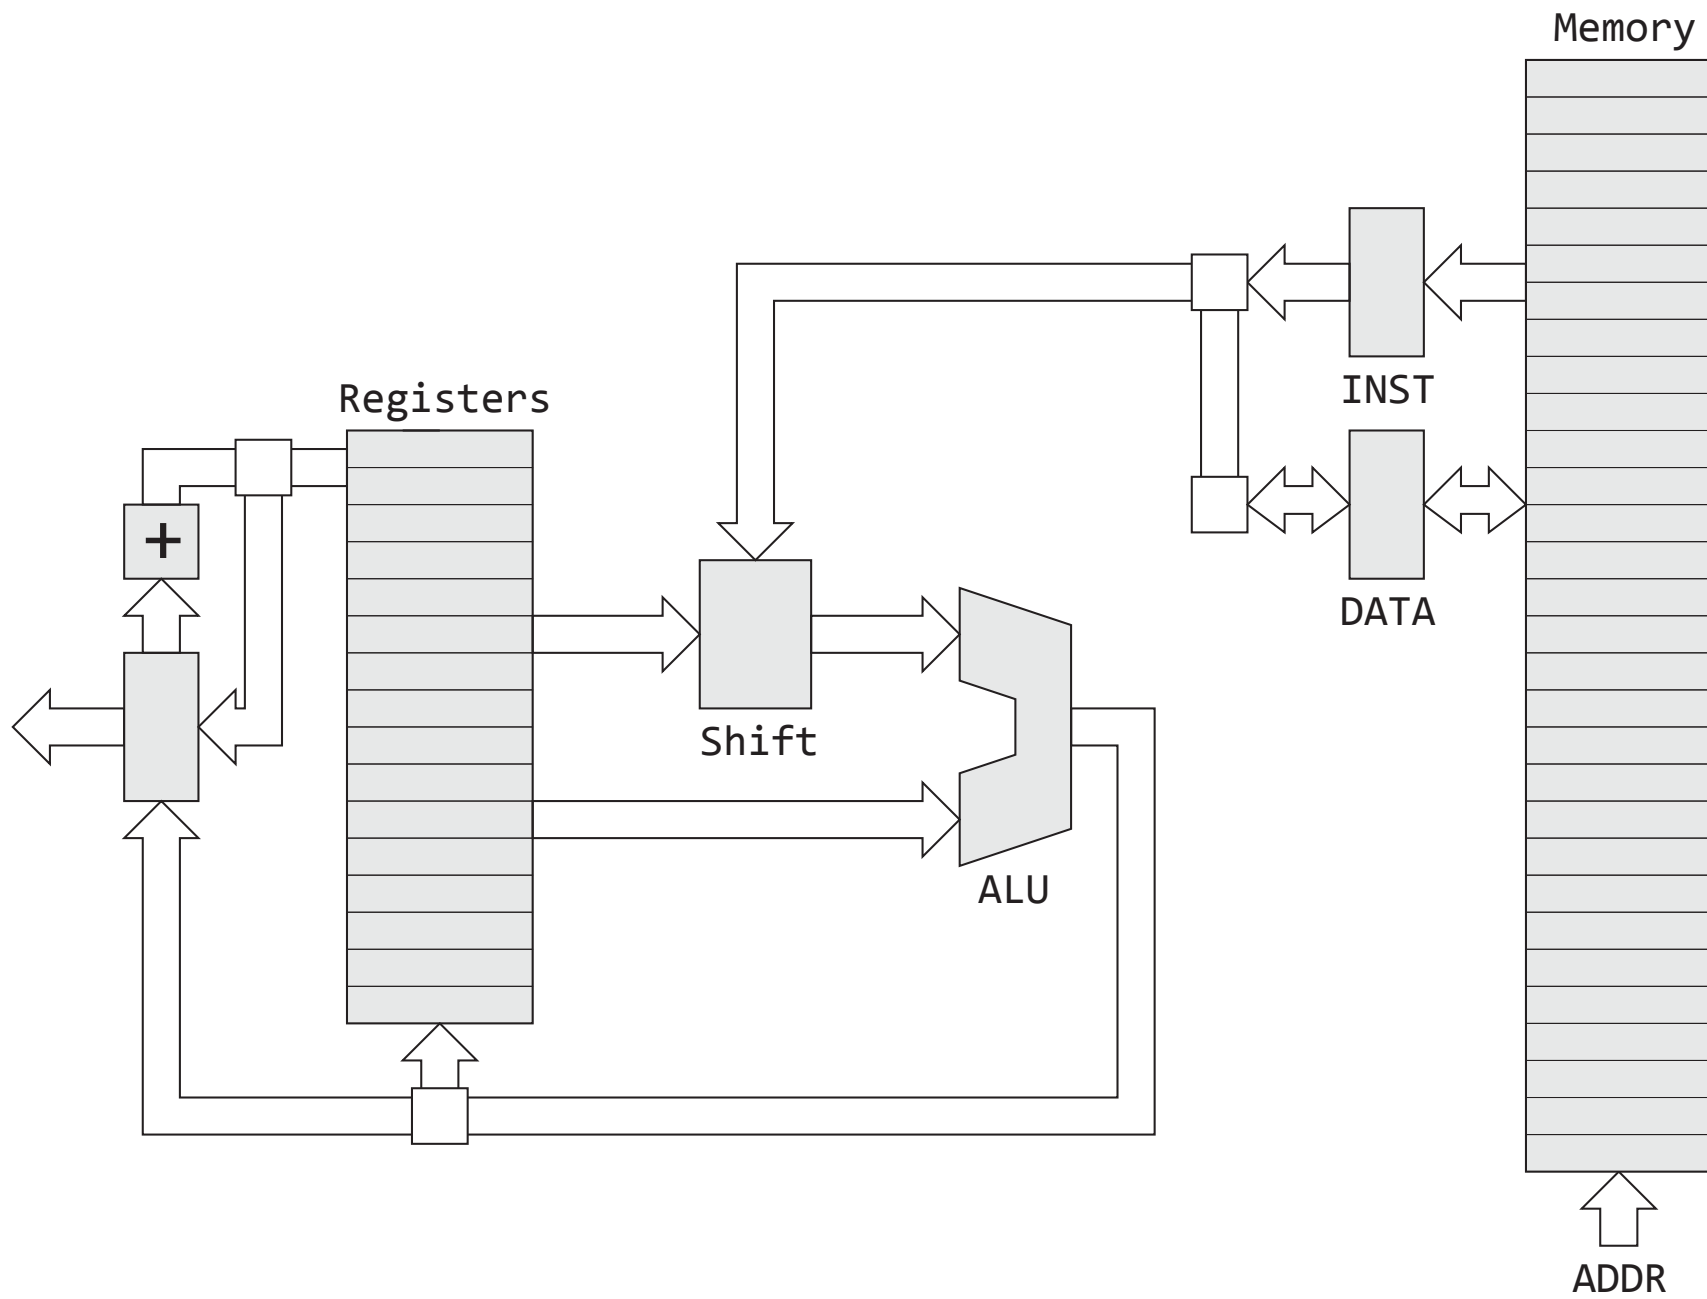 Memory
INST
Registers
+
DATA
Shift
ALU
ADDR